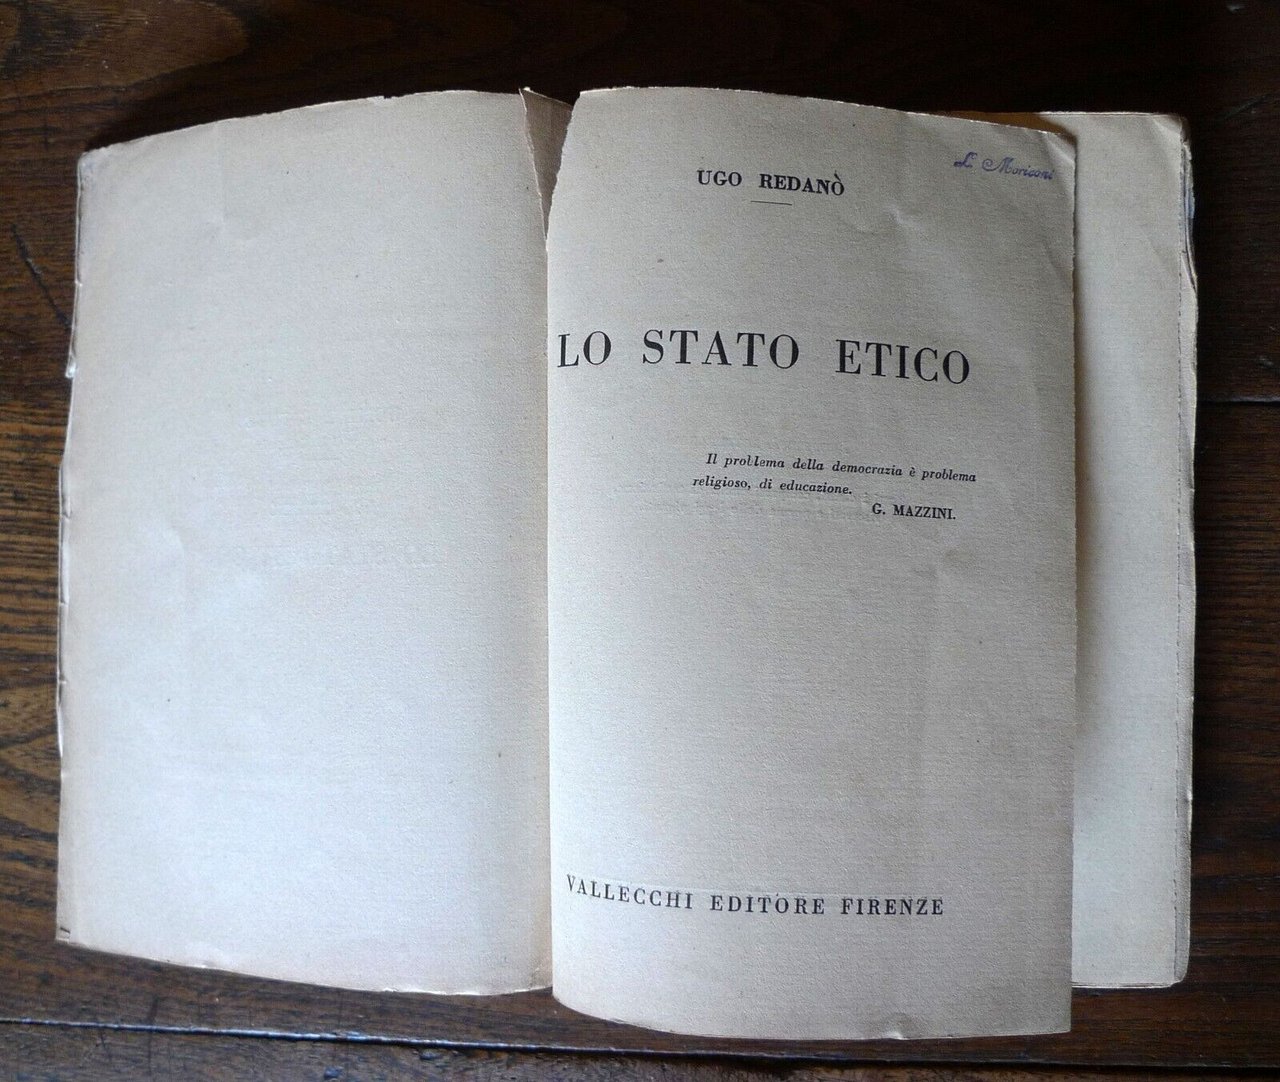 L. Moriconi
UGO REDANÒ
LO STATO ETICO
Il problema della democrazia è problema
religioso, di educazione.
G. MAZZINI.
VALLECCHI EDITORE FIRENZE